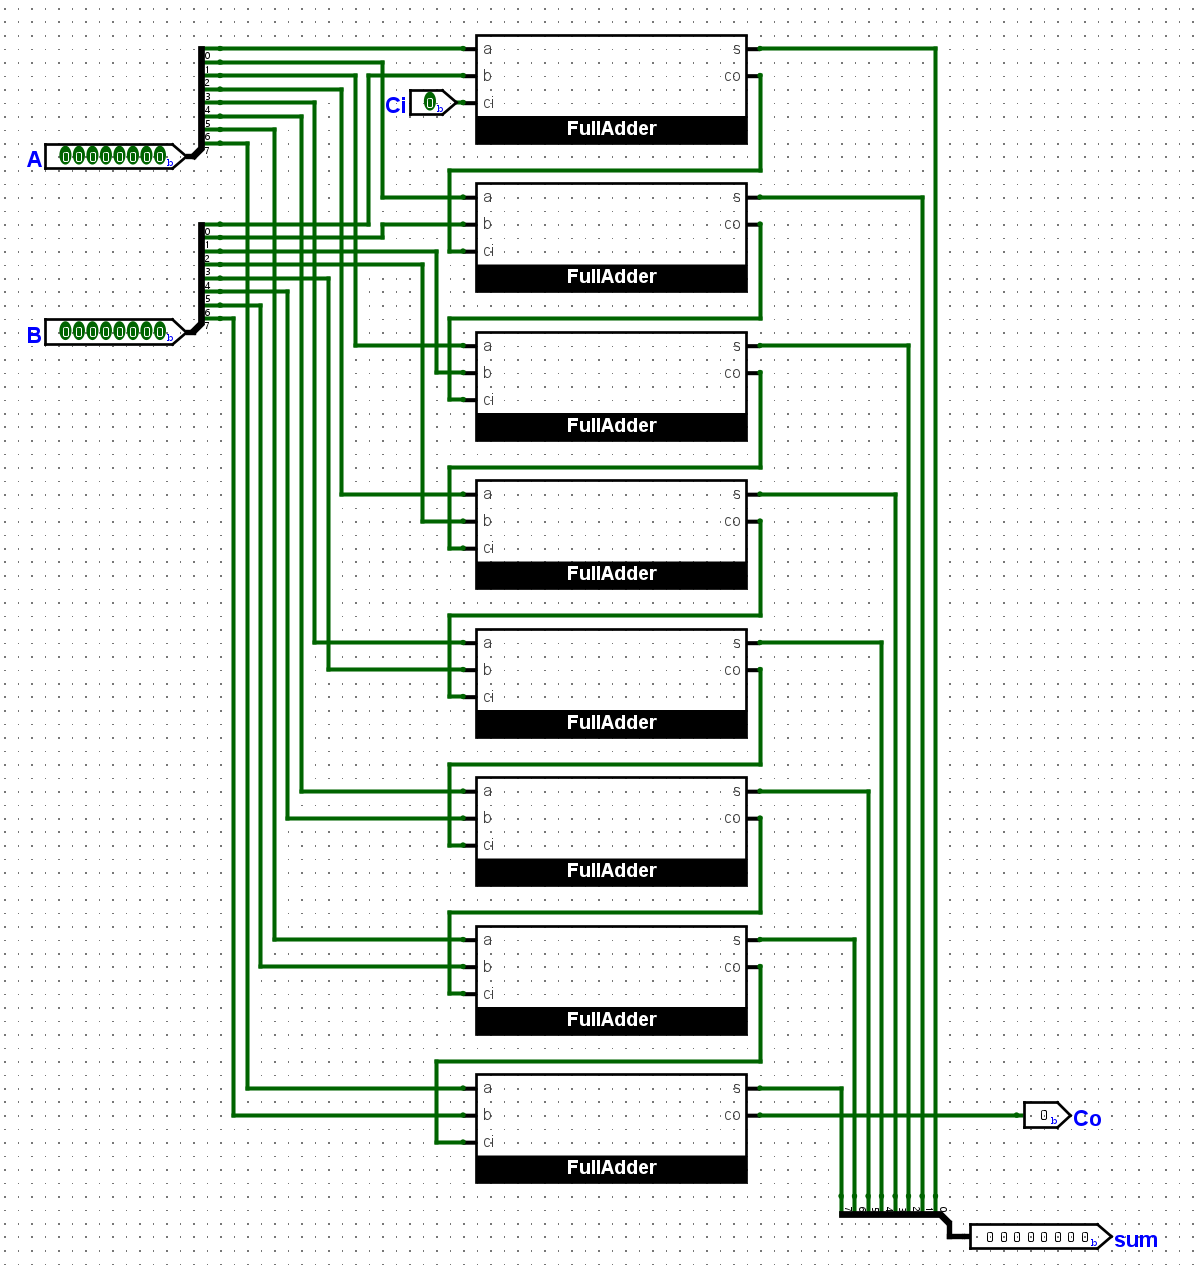 A
00000000b
0
1
2
3
4
5
6
7
B
00000000b
0
1
2
3
4
5
6
7
Ci
0b
a
s
b
co
ci
FullAdder
a
s
b
co
ci
FullAdder
a
s
b
co
ci
FullAdder
a
s
b
co
ci
FullAdder
a
s
b
co
ci
FullAdder
a
s
b
co
ci
FullAdder
a
s
b
co
ci
FullAdder
a
s
b
co
ci
FullAdder
0b
Co
7 6 5 4 3 2 1 0
00000000b
sum